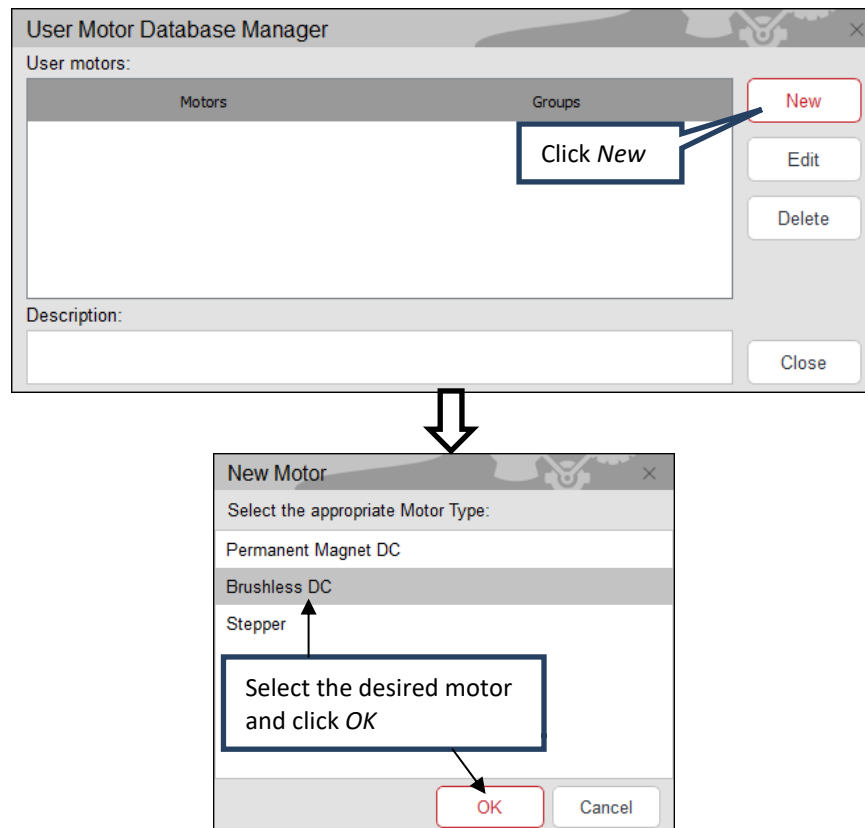 User Motor Database Manager
User motors:
Motors Groups
New
Click New
Edit
Delete
Description:
Close
New Motor
Select the appropriate Motor Type:
Permanent Magnet DC
Brushless DC
Stepper
Select the desired motor
and click OK
OK Cancel